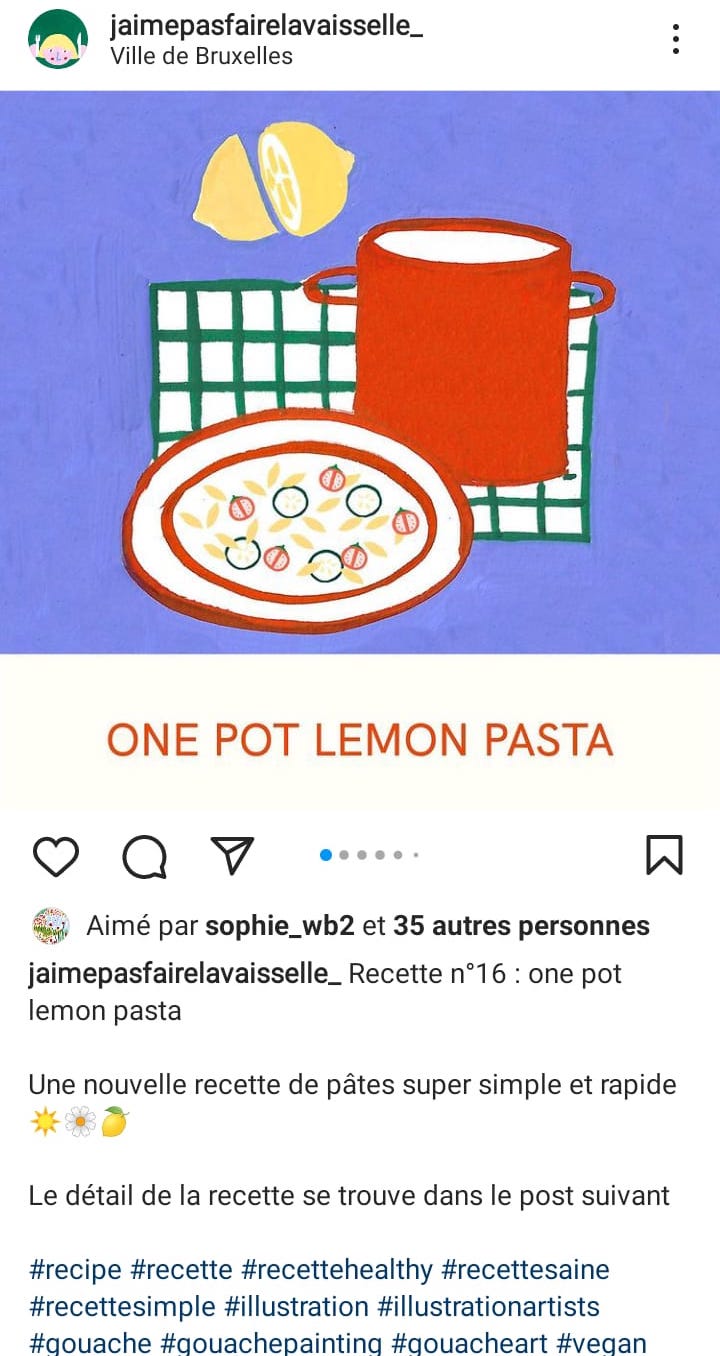 jaimepasfairelavaisselle_
Ville de Bruxelles
ONE POT LEMON PASTA
Aimé par sophie_wb2 et 35 autres personnes
jaimepasfairelavaisselle_ Recette n°16 : one pot
lemon pasta
Une nouvelle recette de pâtes super simple et rapide
☀️🌼🍋
Le détail de la recette se trouve dans le post suivant
#recipe #recette #recettehealthy #recettesaine
#recettesimple #illustration #illustrationartists
#gouache #gouachepainting #gouacheart #vegan